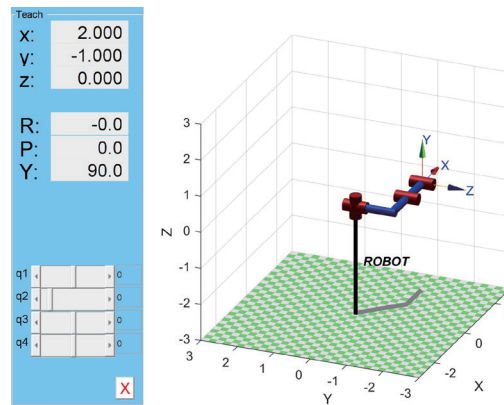 Teach
x: 2.000
y: -1.000
z: 0.000
R: -0.0
P: 0.0
Y: 90.0
q1 0
q2 0
q3 0
q4 0
X
3
2
1
0
-1
-2
-3
Z
3
2
1
0
-1
-2
-3
Y
-2
0
2
X
ROBOT
Y
X
Z